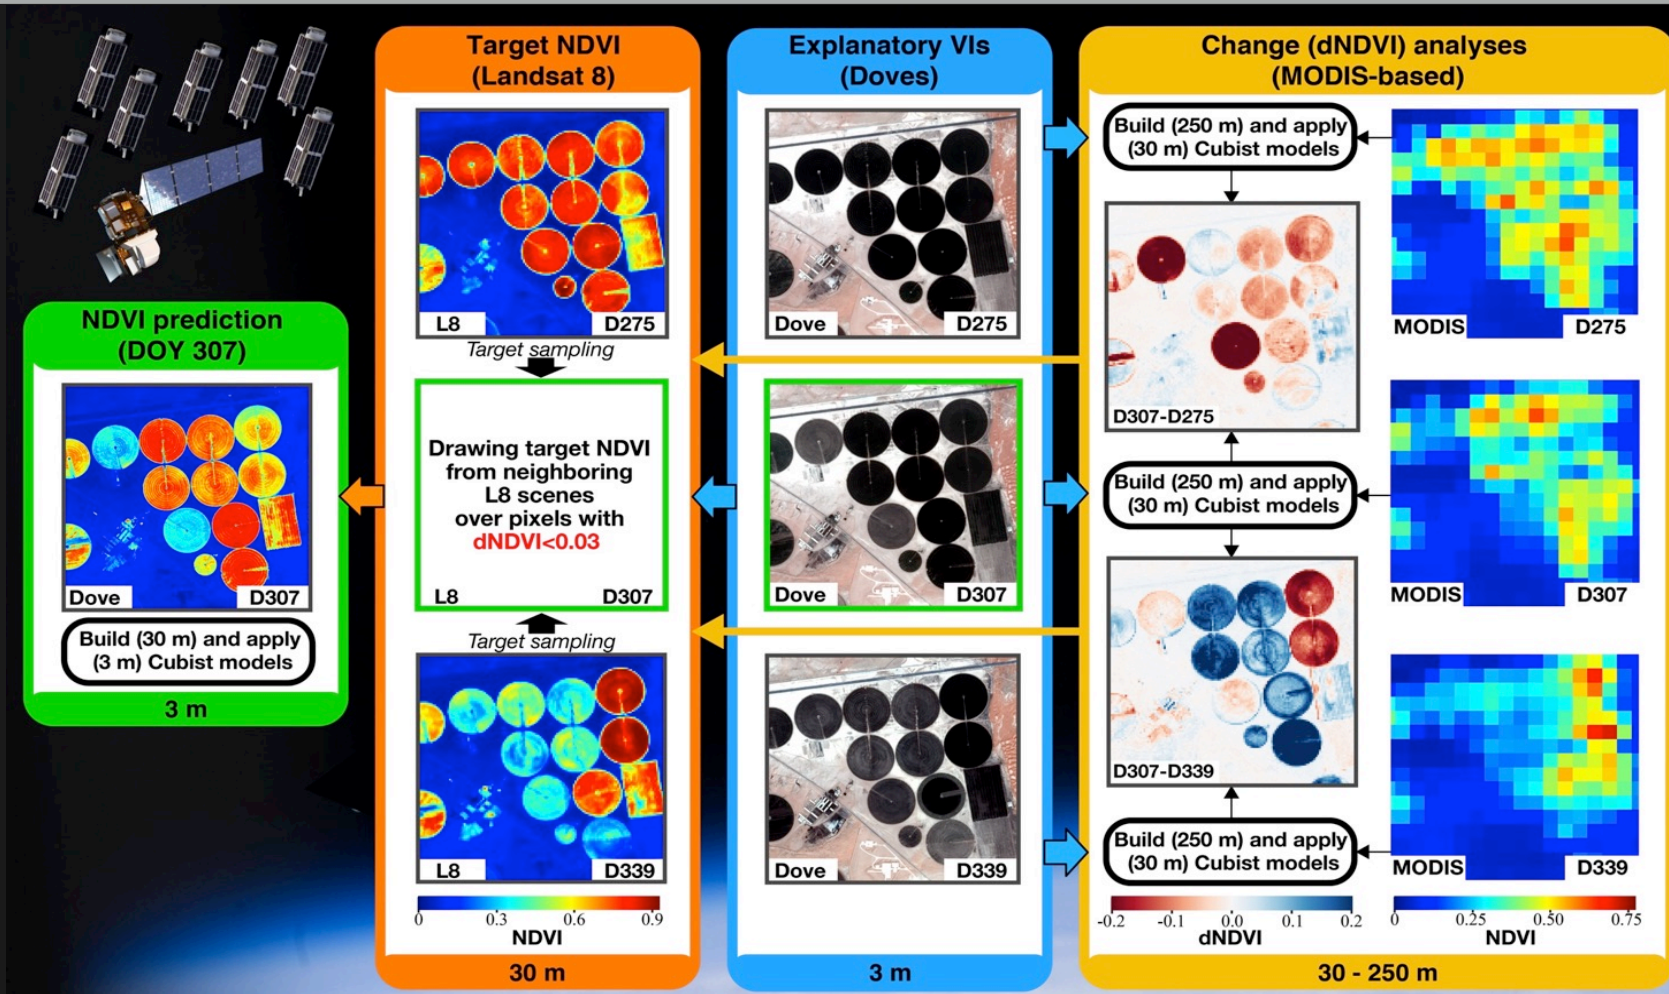 NDVI prediction
(DOY 307)
Dove
D307
Build (30 m) and apply
(3 m) Cubist models
3 m
Target NDVI
(Landsat 8)
L8
D275
Target sampling
Drawing target NDVI
from neighboring
L8 scenes
over pixels with
dNDVI<0.03
L8
D307
Target sampling
L8
D339
0 0.3 0.6 0.9
NDVI
30 m
Explanatory VIs
(Doves)
Dove
D275
Dove
D307
Dove
D339
3 m
Change (dNDVI) analyses
(MODIS-based)
Build (250 m) and apply
(30 m) Cubist models
MODIS
D275
D307-D275
Build (250 m) and apply
(30 m) Cubist models
MODIS
D307
D307-D339
Build (250 m) and apply
(30 m) Cubist models
MODIS
D339
-0.2 -0.1 0.0 0.1 0.2
dNDVI
0 0.25 0.50 0.75
NDVI
30 - 250 m